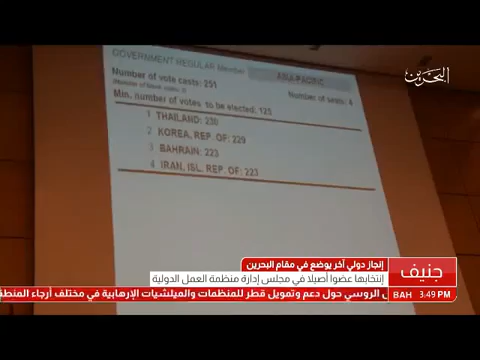 GOVERNMENT REGULAR Member
ASIA-PACIFIC
Number of vote casts: 251
Number of seats: 4
Min. number of votes to be elected: 125
1 THAILAND: 230
2 KOREA, REP. OF: 229
3 BAHRAIN: 223
4 IRAN, ISL. REP. OF: 223
البحرين
إنجاز دولي آخر يوضع في مقام البحرين
جنيف
إنتخابها عضوا أصيلا في مجلس إدارة منظمة العمل الدولية
الروسي حول دعم وتمويل قطر للمنظمات والميلشيات الإرهابية في مختلف أرجاء
BAH 3:49 PM